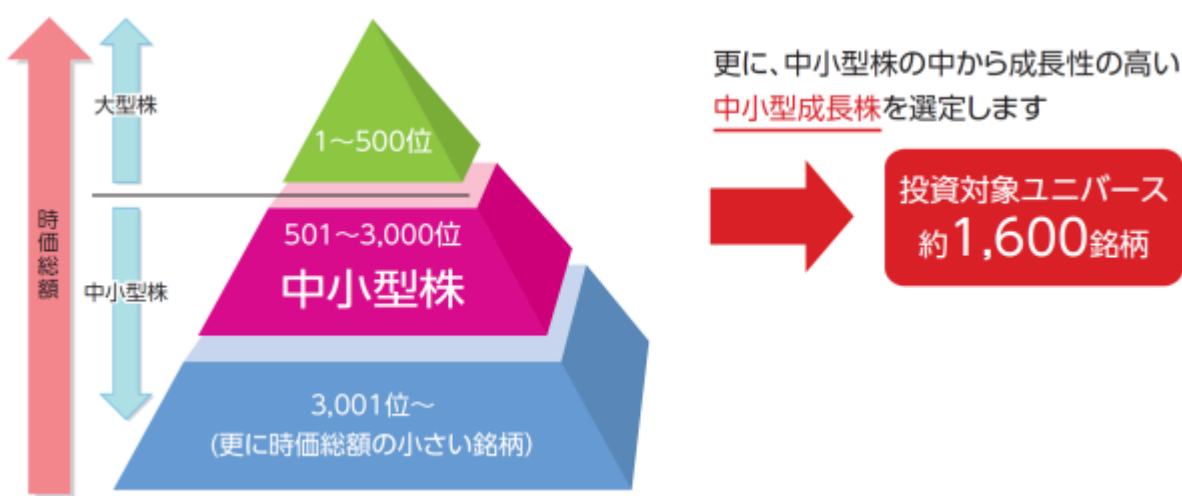 時価総額
大型株
中小型株
1～500位
501～3,000位
中小型株
3,001位～
(更に時価総額の小さい銘柄)
更に、中小型株の中から成長性の高い
中小型成長株を選定します
投資対象ユニバース
約1,600銘柄